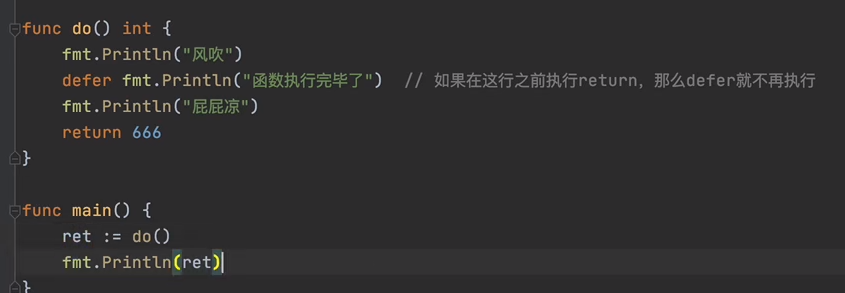 func do() int {
    fmt.Println("风吹")
    defer fmt.Println("函数执行完毕了")  // 如果在这行之前执行return，那么defer就不再执行
    fmt.Println("屁屁凉")
    return 666
}
func main() {
    ret := do()
    fmt.Println(ret)
}